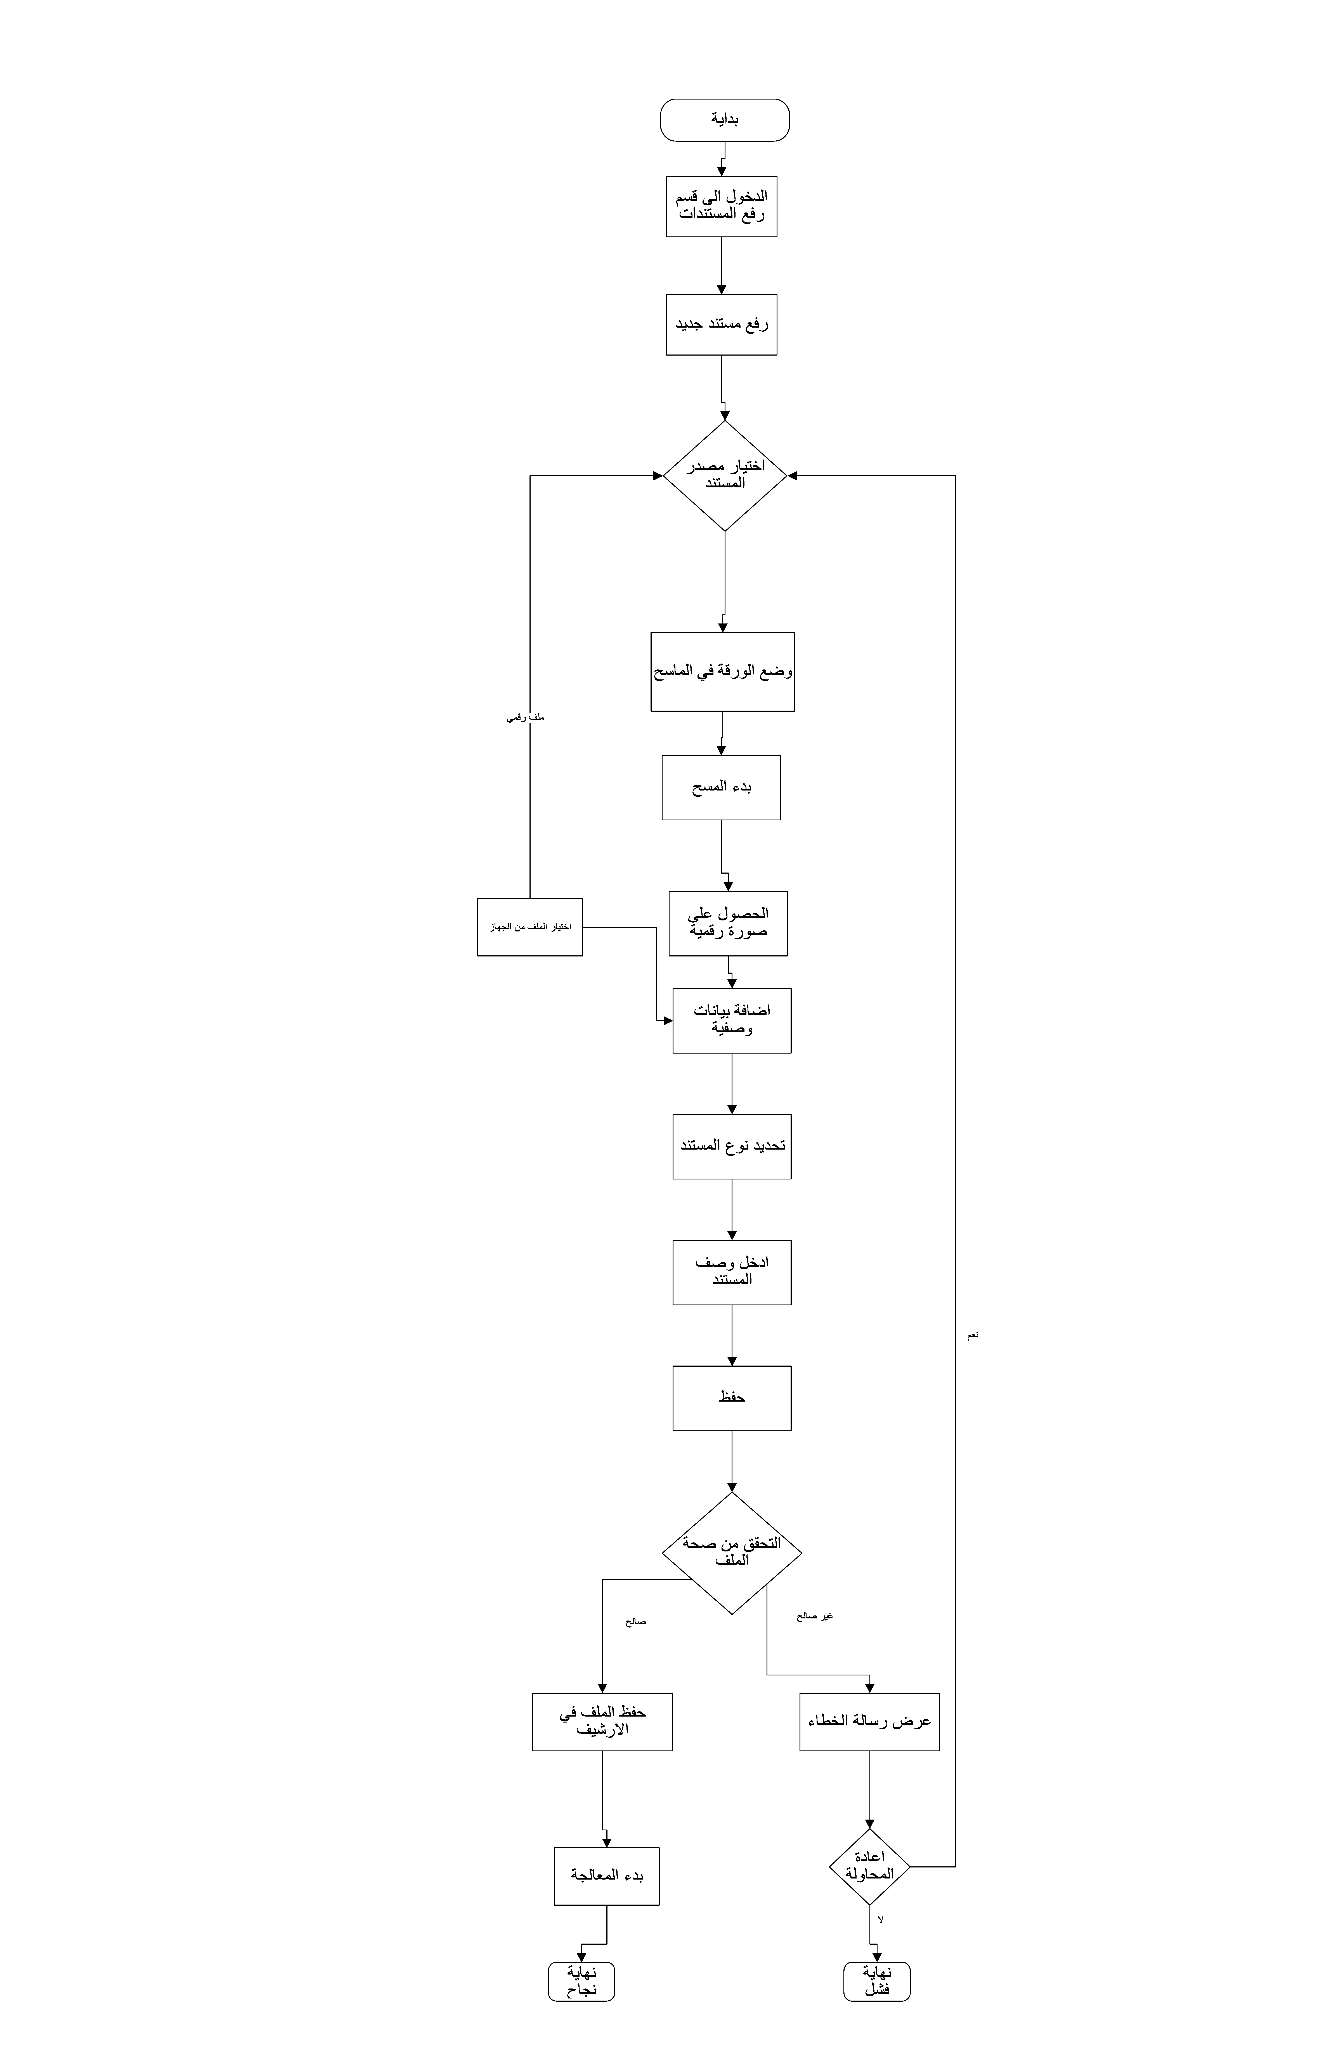 بداية
الدخول الى قسم
رفع المستندات
رفع مستند جديد
اختيار مصدر
المستند
وضع الورقة في الماسح
ملف رقمي
بدء المسح
الحصول على
صورة رقمية
اختيار الملف من الجهاز
اضافة بيانات
وصفية
تحديد نوع المستند
ادخل وصف
المستند
نعم
حفظ
التحقق من صحة
الملف
غير صالح
صالح
عرض رسالة الخطاء
حفظ الملف في
الارشيف
اعادة
المحاولة
بدء المعالجة
لا
نهاية
فشل
نهاية
نجاح